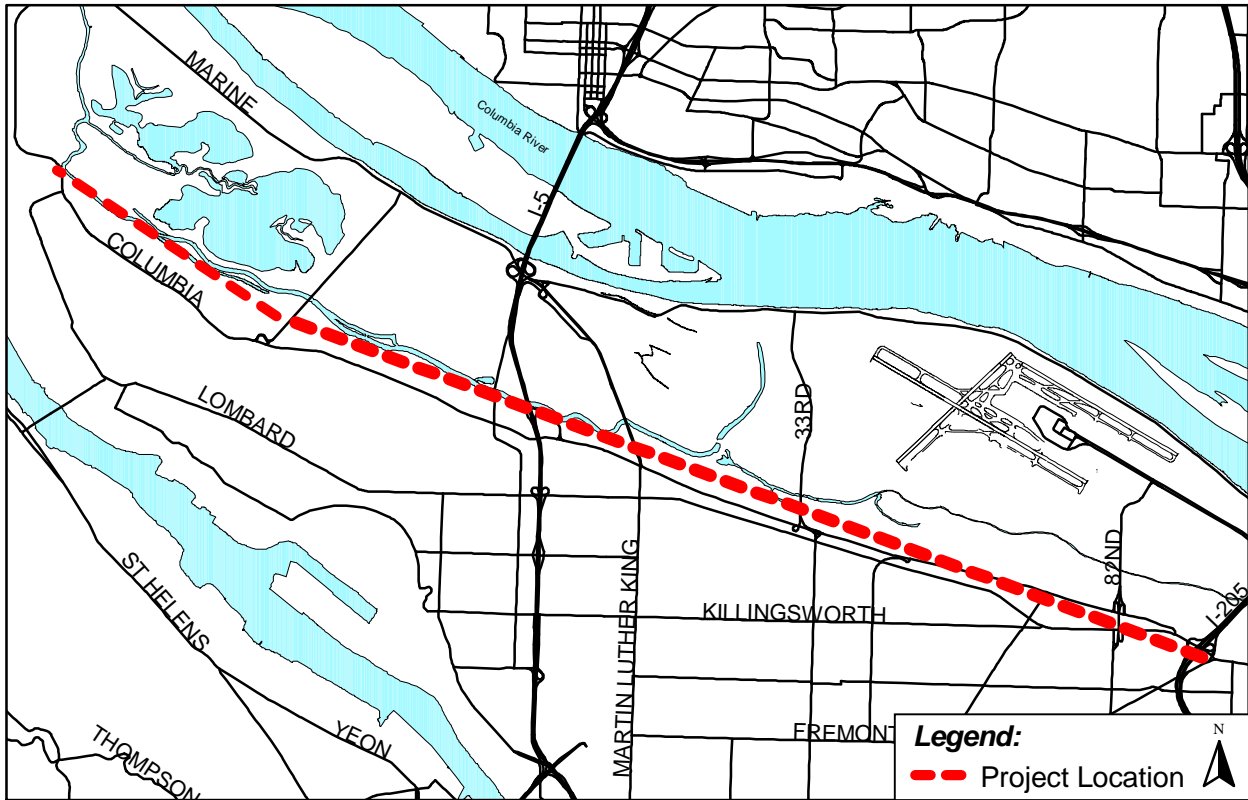 MARINE
Columbia River
I-5
COLUMBIA
LOMBARD
33RD
82ND
I-205
ST HELENS
MARTIN LUTHER KING
KILLINGSWORTH
YEON
FREMONT
THOMPSON
Legend:
N
Project Location